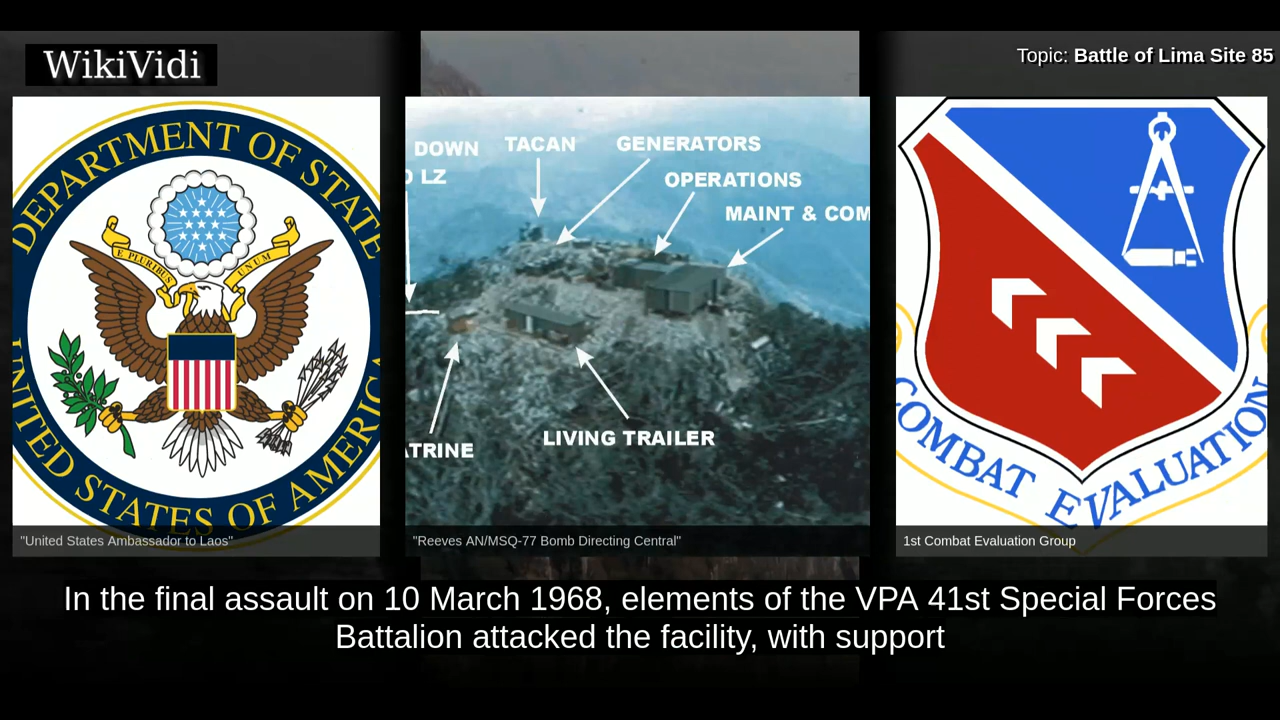 WikiVidi
Topic: Battle of Lima Site 85
DEPARTMENT OF STATE
E PLURIBUS UNUM
UNITED STATES OF AMERICA
DOWN
LZ
TACAN
GENERATORS
OPERATIONS
MAINT & COM
ATRINE
LIVING TRAILER
COMBAT EVALUATION
"United States Ambassador to Laos"
"Reeves AN/MSQ-77 Bomb Directing Central"
1st Combat Evaluation Group
In the final assault on 10 March 1968, elements of the VPA 41st Special Forces
Battalion attacked the facility, with support